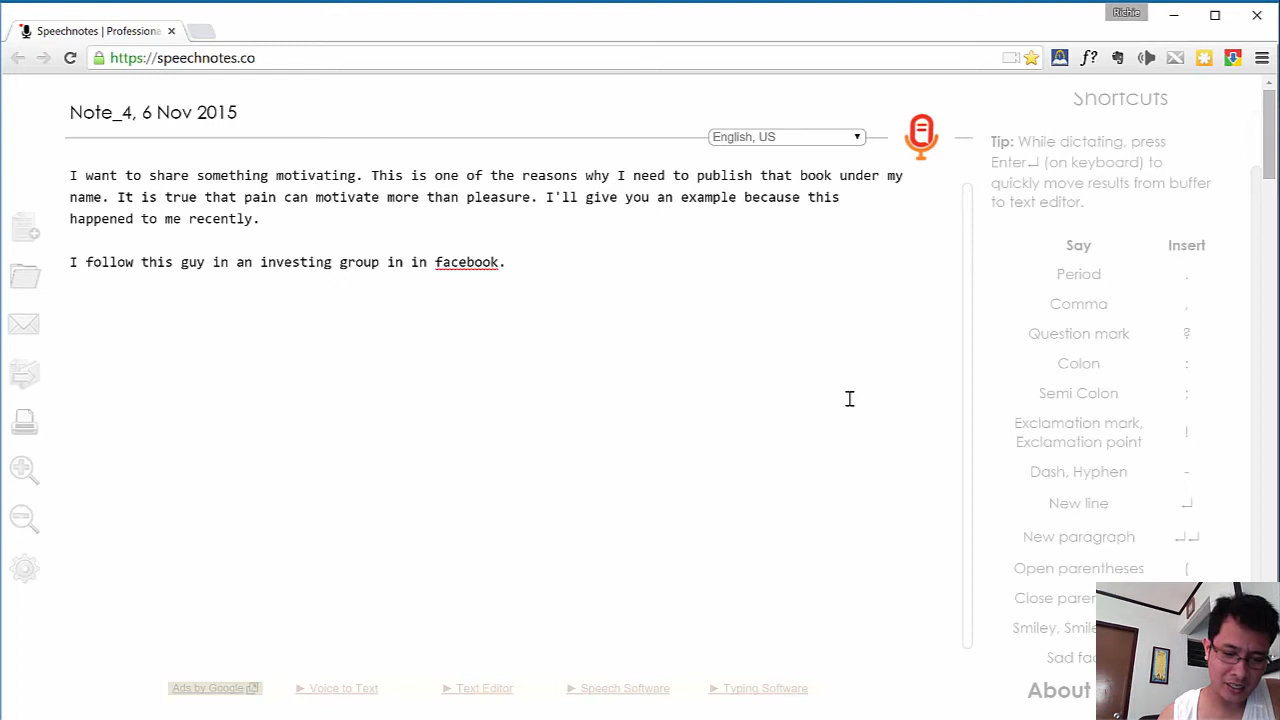 Richie
Speechnotes | Professiona
https://speechnotes.co
f?
Note_4, 6 Nov 2015
English, US
I want to share something motivating. This is one of the reasons why I need to publish that book under my
name. It is true that pain can motivate more than pleasure. I'll give you an example because this
happened to me recently.
I follow this guy in an investing group in in facebook.
Shortcuts
Tip: While dictating, press
Enter↵ (on keyboard) to
quickly move results from buffer
to text editor.
Say Insert
Period .
Comma ,
Question mark ?
Colon :
Semi Colon ;
Exclamation mark,
Exclamation point !
Dash, Hyphen -
New line ↵
New paragraph ↵↵
Open parentheses (
Close paren
Smiley, Smile
Sad fac
About
Ads by Google
► Voice to Text
► Text Editor
► Speech Software
► Typing Software